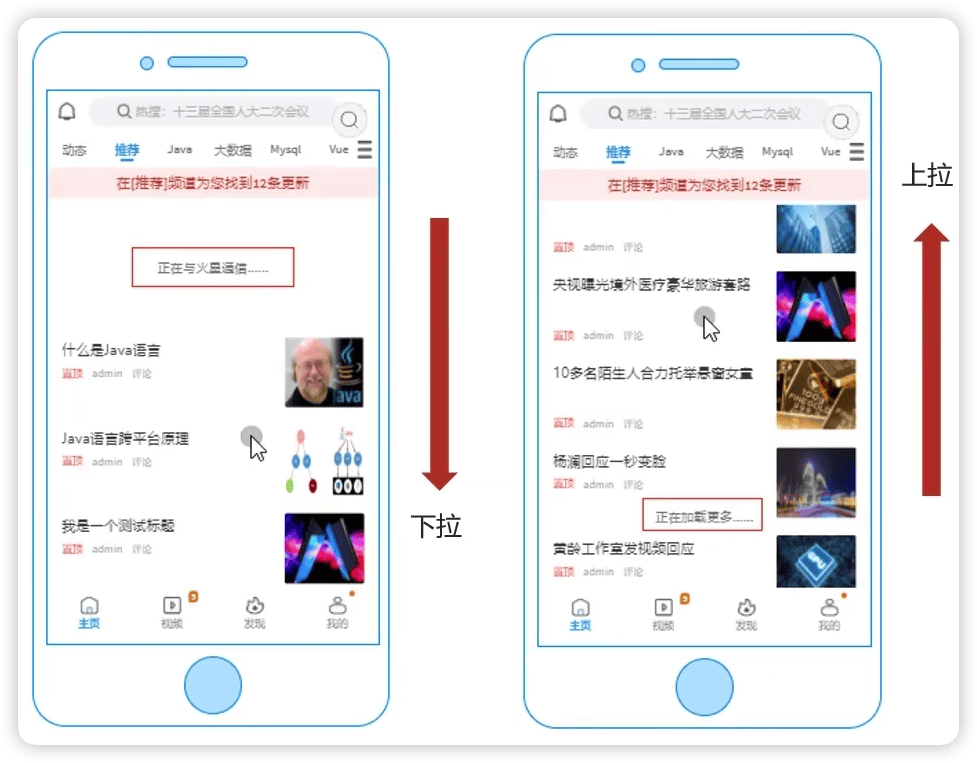 热搜：十三届全国人大二次会议
动态 推荐 Java 大数据 Mysql Vue
在[推荐]频道为您找到12条更新
正在与火星通信......
什么是Java语言
置顶 admin 评论
Java
Java语言跨平台原理
置顶 admin 评论
我是一个测试标题
置顶 admin 评论
主页 视频 发现 我的
下拉
热搜：十三届全国人大二次会议
动态 推荐 Java 大数据 Mysql Vue
在[推荐]频道为您找到12条更新
置顶 admin 评论
央视曝光境外医疗豪华旅游套路
置顶 admin 评论
10多名陌生人合力托举悬窗女童
置顶 admin 评论
杨澜回应一秒变脸
置顶 admin 评论
正在加载更多......
黄龄工作室发视频回应
置顶 admin 评论
主页 视频 发现 我的
上拉